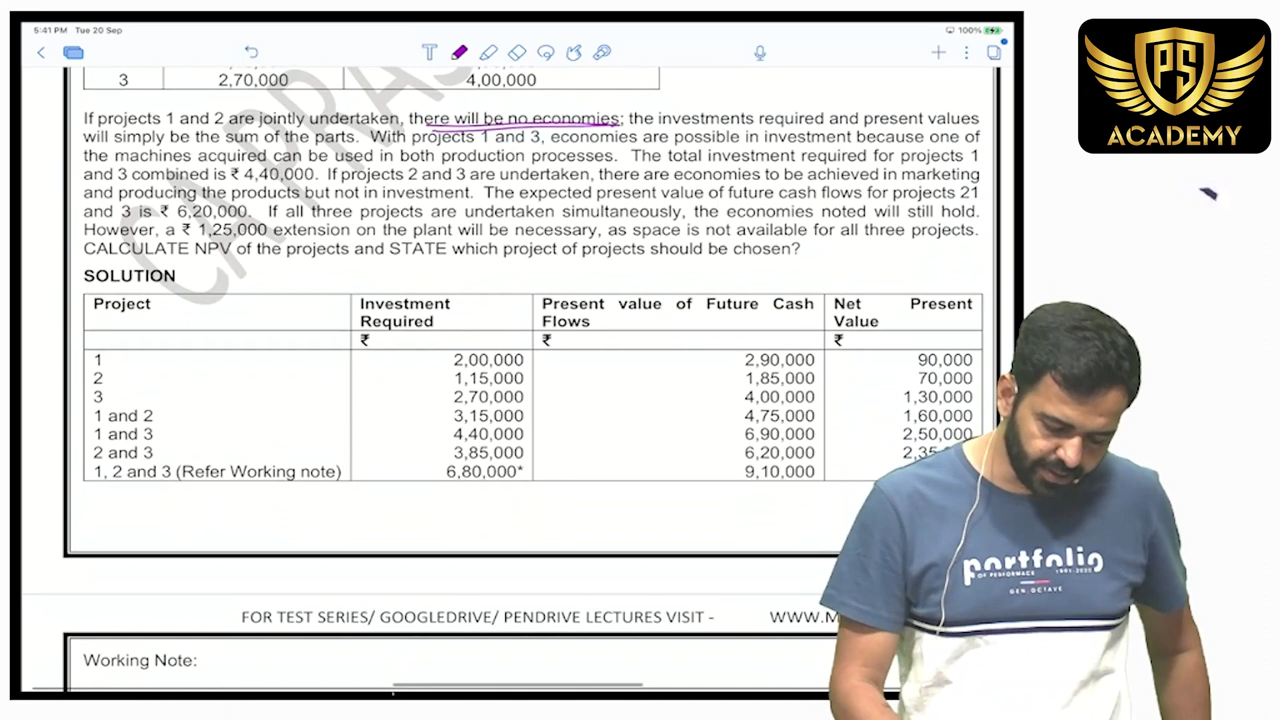 5:41 PM Tue 20 Sep
100%
3 2,70,000 4,00,000
If projects 1 and 2 are jointly undertaken, there will be no economies; the investments required and present values
will simply be the sum of the parts. With projects 1 and 3, economies are possible in investment because one of
the machines acquired can be used in both production processes. The total investment required for projects 1
and 3 combined is ₹ 4,40,000. If projects 2 and 3 are undertaken, there are economies to be achieved in marketing
and producing the products but not in investment. The expected present value of future cash flows for projects 21
and 3 is ₹ 6,20,000. If all three projects are undertaken simultaneously, the economies noted will still hold.
However, a ₹ 1,25,000 extension on the plant will be necessary, as space is not available for all three projects.
CALCULATE NPV of the projects and STATE which project of projects should be chosen?
SOLUTION
Project Investment Required Present value of Future Cash Flows Net Present Value
₹ ₹ ₹
1 2,00,000 2,90,000 90,000
2 1,15,000 1,85,000 70,000
3 2,70,000 4,00,000 1,30,000
1 and 2 3,15,000 4,75,000 1,60,000
1 and 3 4,40,000 6,90,000 2,50,000
2 and 3 3,85,000 6,20,000 2,35
1, 2 and 3 (Refer Working note) 6,80,000* 9,10,000
FOR TEST SERIES/ GOOGLEDRIVE/ PENDRIVE LECTURES VISIT - WWW.M
Working Note:
CA PRAS
PS
ACADEMY
portfolio
OF PERFORMACE 1991-2020
GEN:OCTAVE